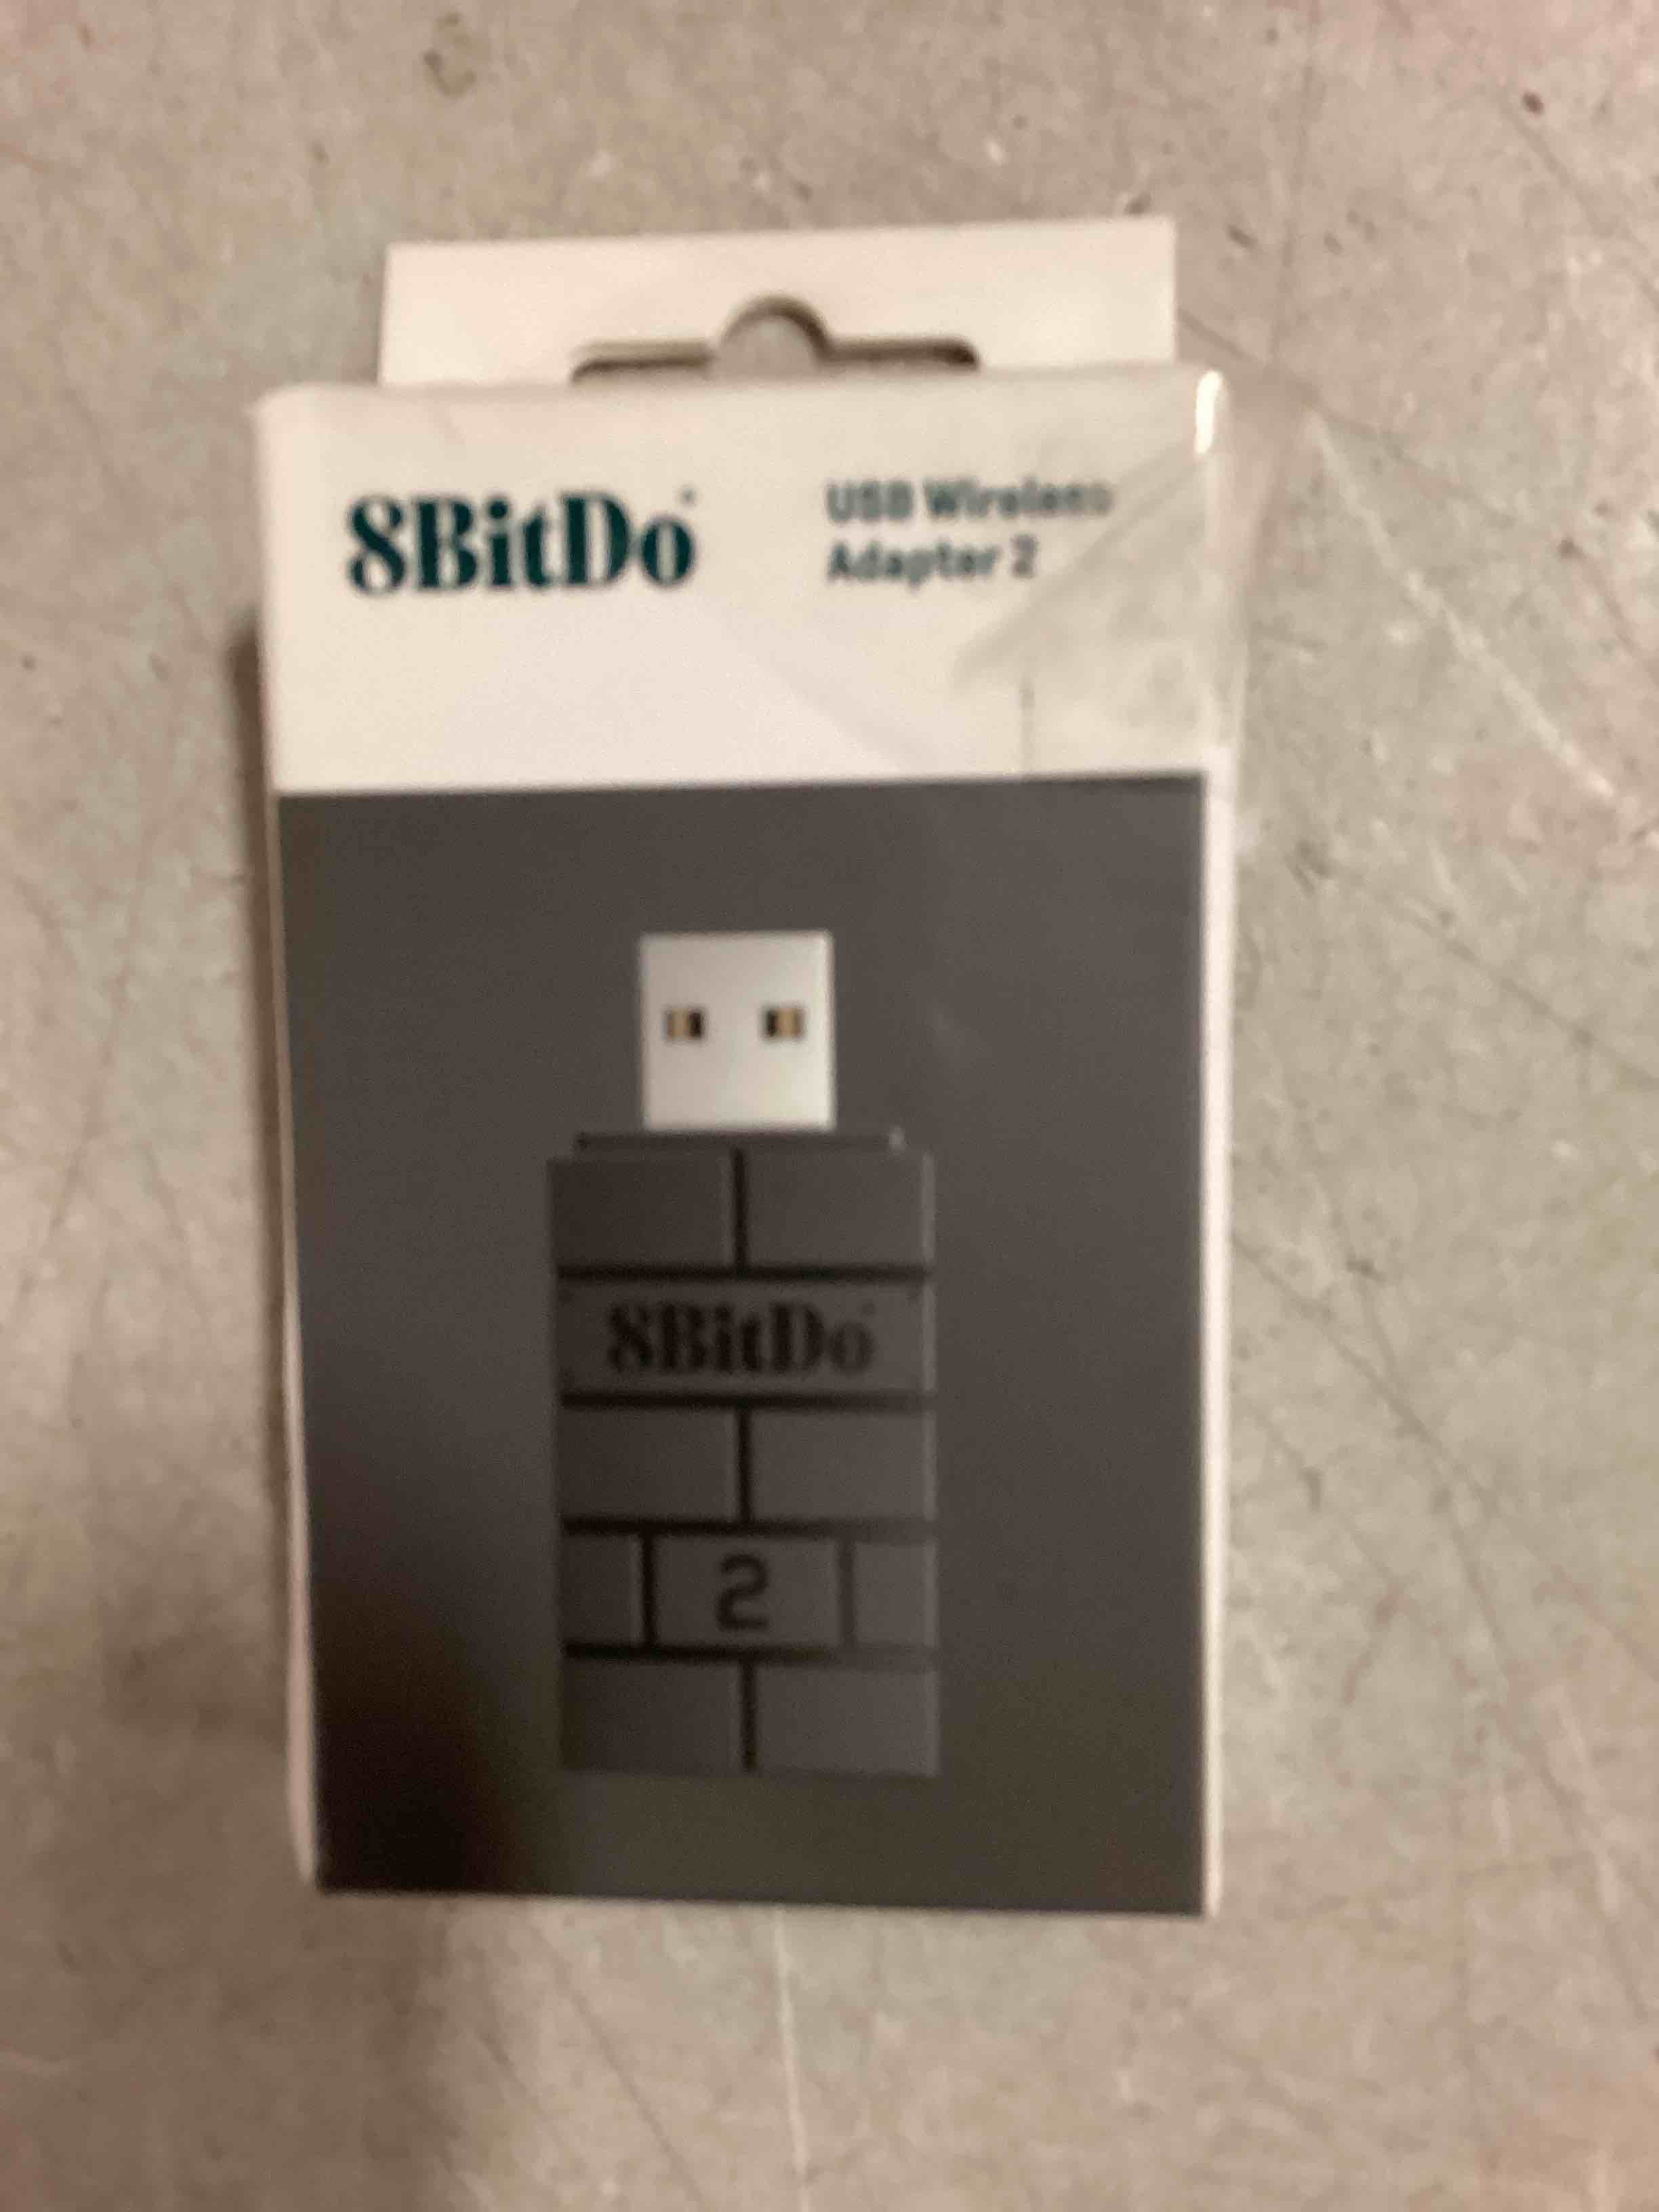 8BitDo
USB Wireless
Adapter 2
8BitDo
2